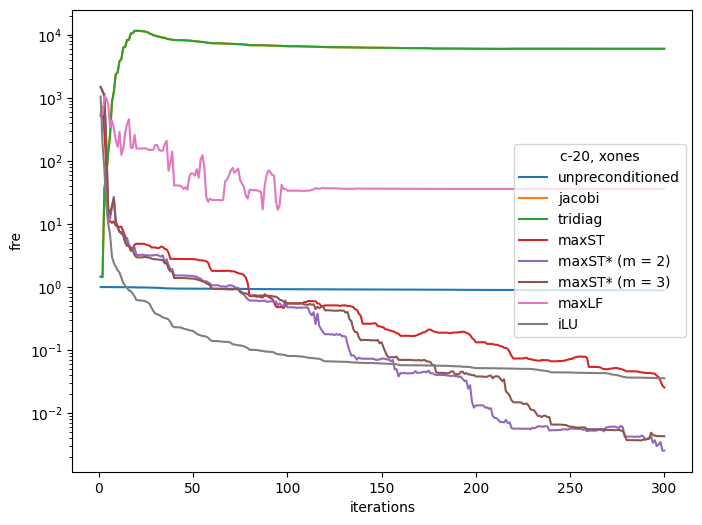 10^4
10^3
10^2
10^1
10^0
10^-1
10^-2
fre
c-20, xones
unpreconditioned
jacobi
tridiag
maxST
maxST* (m = 2)
maxST* (m = 3)
maxLF
iLU
0 50 100 150 200 250 300
iterations